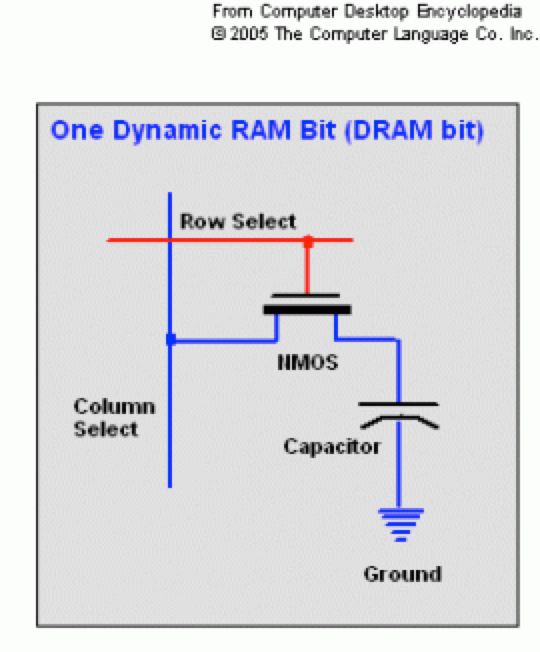 From Computer Desktop Encyclopedia
© 2005 The Computer Language Co. Inc.
One Dynamic RAM Bit (DRAM bit)
Row Select
NMOS
Column
Select
Capacitor
Ground